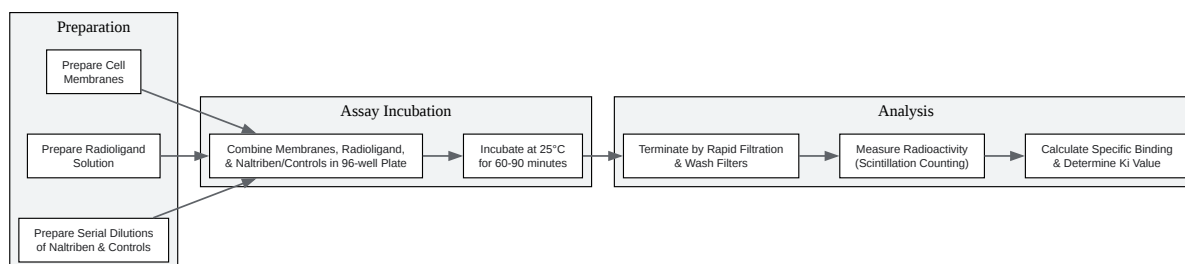 Preparation
Prepare Cell
Membranes
Prepare Radioligand
Solution
Prepare Serial Dilutions
of Naltriben & Controls
Assay Incubation
Combine Membranes, Radioligand,
& Naltriben/Controls in 96-well Plate
Incubate at 25°C
for 60-90 minutes
Analysis
Terminate by Rapid Filtration
& Wash Filters
Measure Radioactivity
(Scintillation Counting)
Calculate Specific Binding
& Determine Ki Value